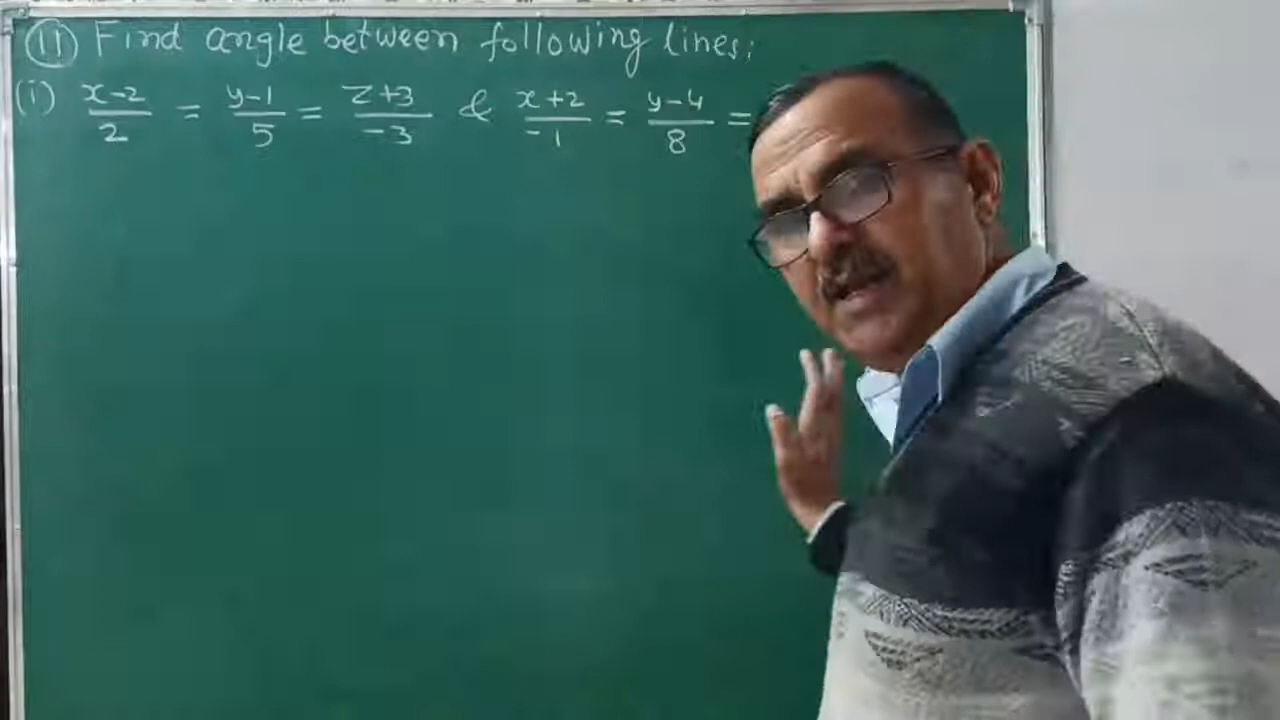 (11) Find angle between following lines;
(i) x-2/2 = y-1/5 = z+3/-3 & x+2/-1 = y-4/8 =